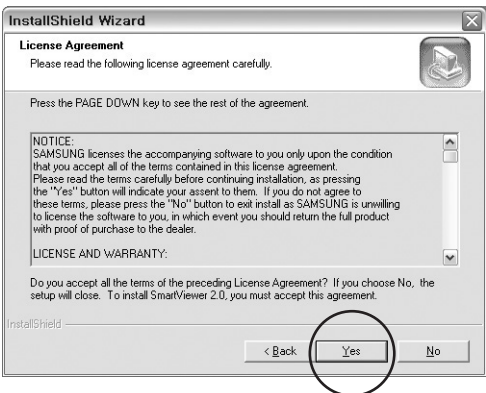 InstallShield Wizard
License Agreement
Please read the following license agreement carefully.
Press the PAGE DOWN key to see the rest of the agreement.
NOTICE:
SAMSUNG licenses the accompanying software to you only upon the condition
that you accept all of the terms contained in this license agreement.
Please read the terms carefully before continuing installation, as pressing
the "Yes" button will indicate your assent to them. If you do not agree to
these terms, please press the "No" button to exit install as SAMSUNG is unwilling
to license the software to you, in which event you should return the full product
with proof of purchase to the dealer.
LICENSE AND WARRANTY:
Do you accept all the terms of the preceding License Agreement? If you choose No, the
setup will close. To install SmartViewer 2.0, you must accept this agreement.
InstallShield
< Back Yes No